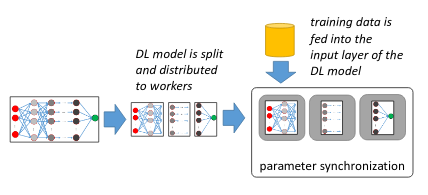 DL model is split
and distributed
to workers
training data is
fed into the
input layer of the
DL model
parameter synchronization